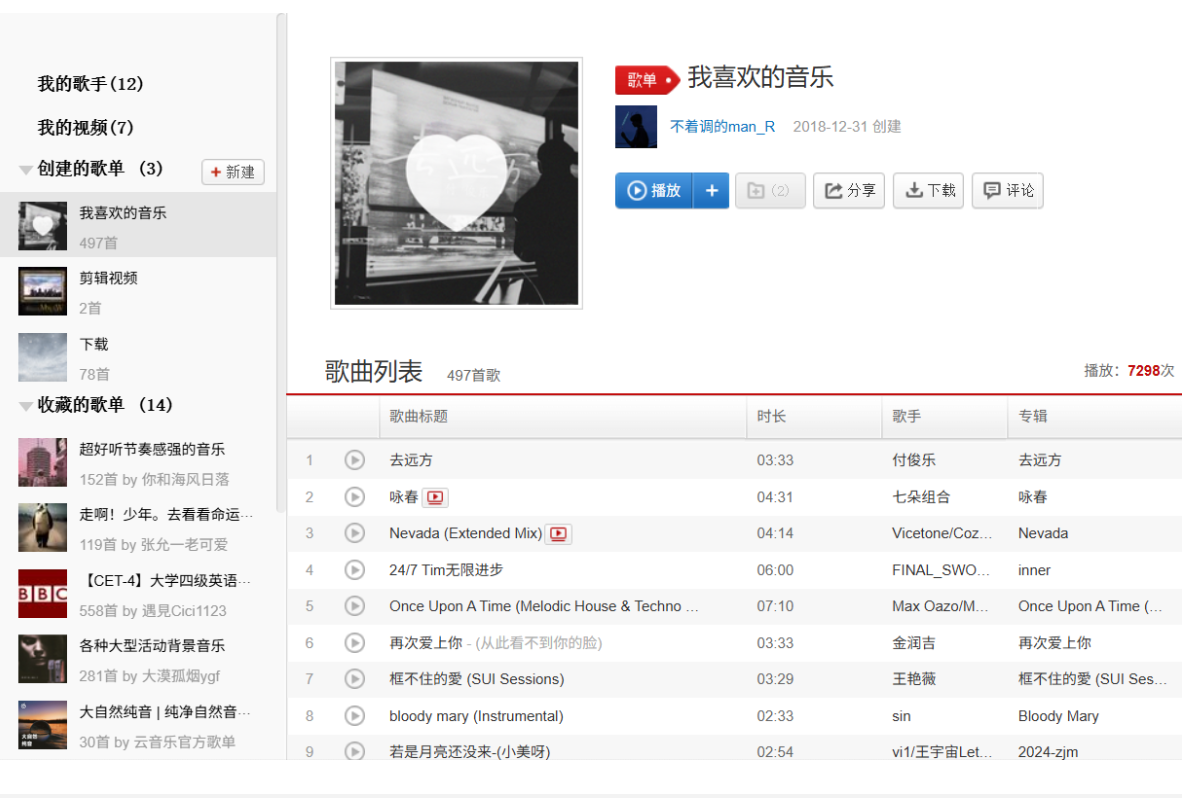 我的歌手(12)
我的视频(7)
创建的歌单 (3)
+ 新建
我喜欢的音乐
497首
剪辑视频
2首
下载
78首
收藏的歌单 (14)
超好听节奏感强的音乐
152首 by 你和海风日落
走啊！少年。去看看命运…
119首 by 张允一老可爱
【CET-4】大学四级英语…
558首 by 遇見Cici1123
各种大型活动背景音乐
281首 by 大漠孤烟ygf
大自然纯音 | 纯净自然音…
30首 by 云音乐官方歌单
BBC
歌单 我喜欢的音乐
不着调的man_R 2018-12-31 创建
播放 + (2) 分享 下载 评论
歌曲列表 497首歌 播放：7298次
歌曲标题 时长 歌手 专辑
1 去远方 03:33 付俊乐 去远方
2 咏春 04:31 七朵组合 咏春
3 Nevada (Extended Mix) 04:14 Vicetone/Coz… Nevada
4 24/7 Tim无限进步 06:00 FINAL_SWO… inner
5 Once Upon A Time (Melodic House & Techno … 07:10 Max Oazo/M… Once Upon A Time (…
6 再次爱上你 - (从此看不到你的脸) 03:33 金润吉 再次爱上你
7 框不住的愛 (SUI Sessions) 03:29 王艳薇 框不住的愛 (SUI Ses…
8 bloody mary (Instrumental) 02:33 sin Bloody Mary
9 若是月亮还没来-(小美呀) 02:54 vi1/王宇宙Let… 2024-zjm